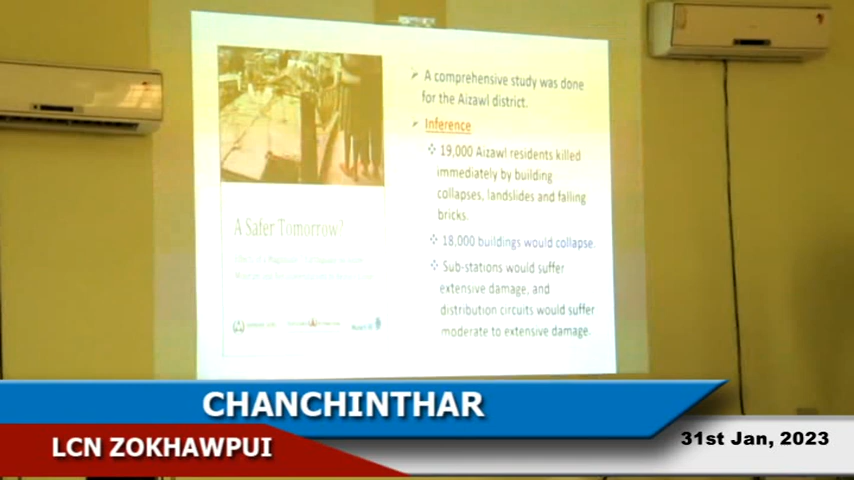 A comprehensive study was done
for the Aizawl district.
Inference
19,000 Aizawl residents killed
immediately by building
collapses, landslides and falling
bricks.
18,000 buildings would collapse.
Sub-stations would suffer
extensive damage, and
distribution circuits would suffer
moderate to extensive damage.
A Safer Tomorrow?
CHANCHINTHAR
LCN ZOKHAWPUI
31st Jan, 2023